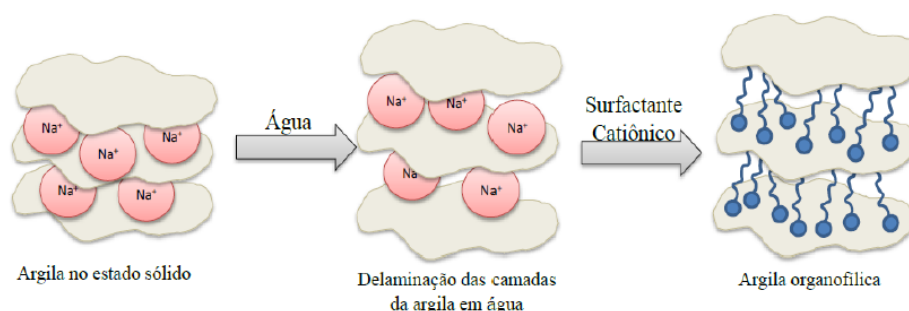 Na⁺
Na⁺
Na⁺
Na⁺
Na⁺
Água
Na⁺
Na⁺
Na⁺
Na⁺
Na⁺
Surfactante
Catiônico
Argila no estado sólido
Delaminação das camadas
da argila em água
Argila organofílica